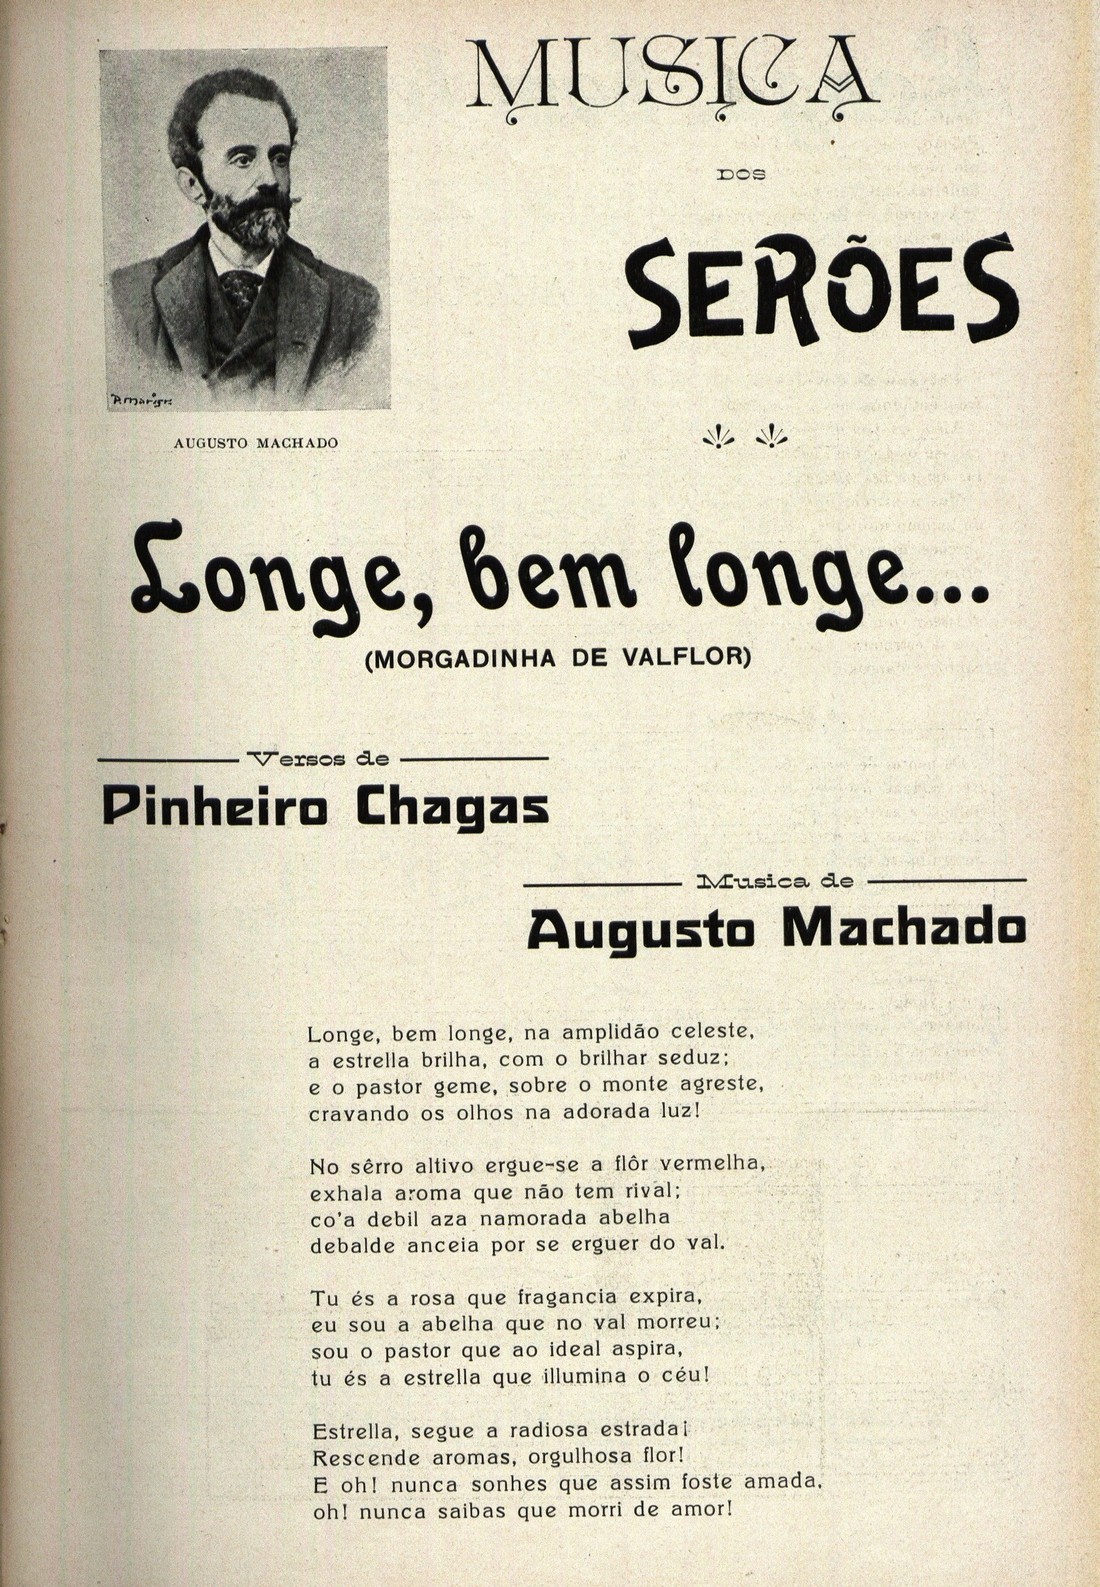 MUSICA
DOS
SERÕES
P. Marinho
AUGUSTO MACHADO
Longe, bem longe...
(MORGADINHA DE VALFLOR)
Versos de
Pinheiro Chagas
Musica de
Augusto Machado
Longe, bem longe, na amplidão celeste,
a estrella brilha, com o brilhar seduz;
e o pastor geme, sobre o monte agreste,
cravando os olhos na adorada luz!
No sêrro altivo ergue-se a flôr vermelha,
exhala aroma que não tem rival;
co'a debil aza namorada abelha
debalde anceia por se erguer do val.
Tu és a rosa que fragancia expira,
eu sou a abelha que no val morreu;
sou o pastor que ao ideal aspira,
tu és a estrella que illumina o céu!
Estrella, segue a radiosa estrada¡
Rescende aromas, orgulhosa flor!
E oh! nunca sonhes que assim foste amada,
oh! nunca saibas que morri de amor!